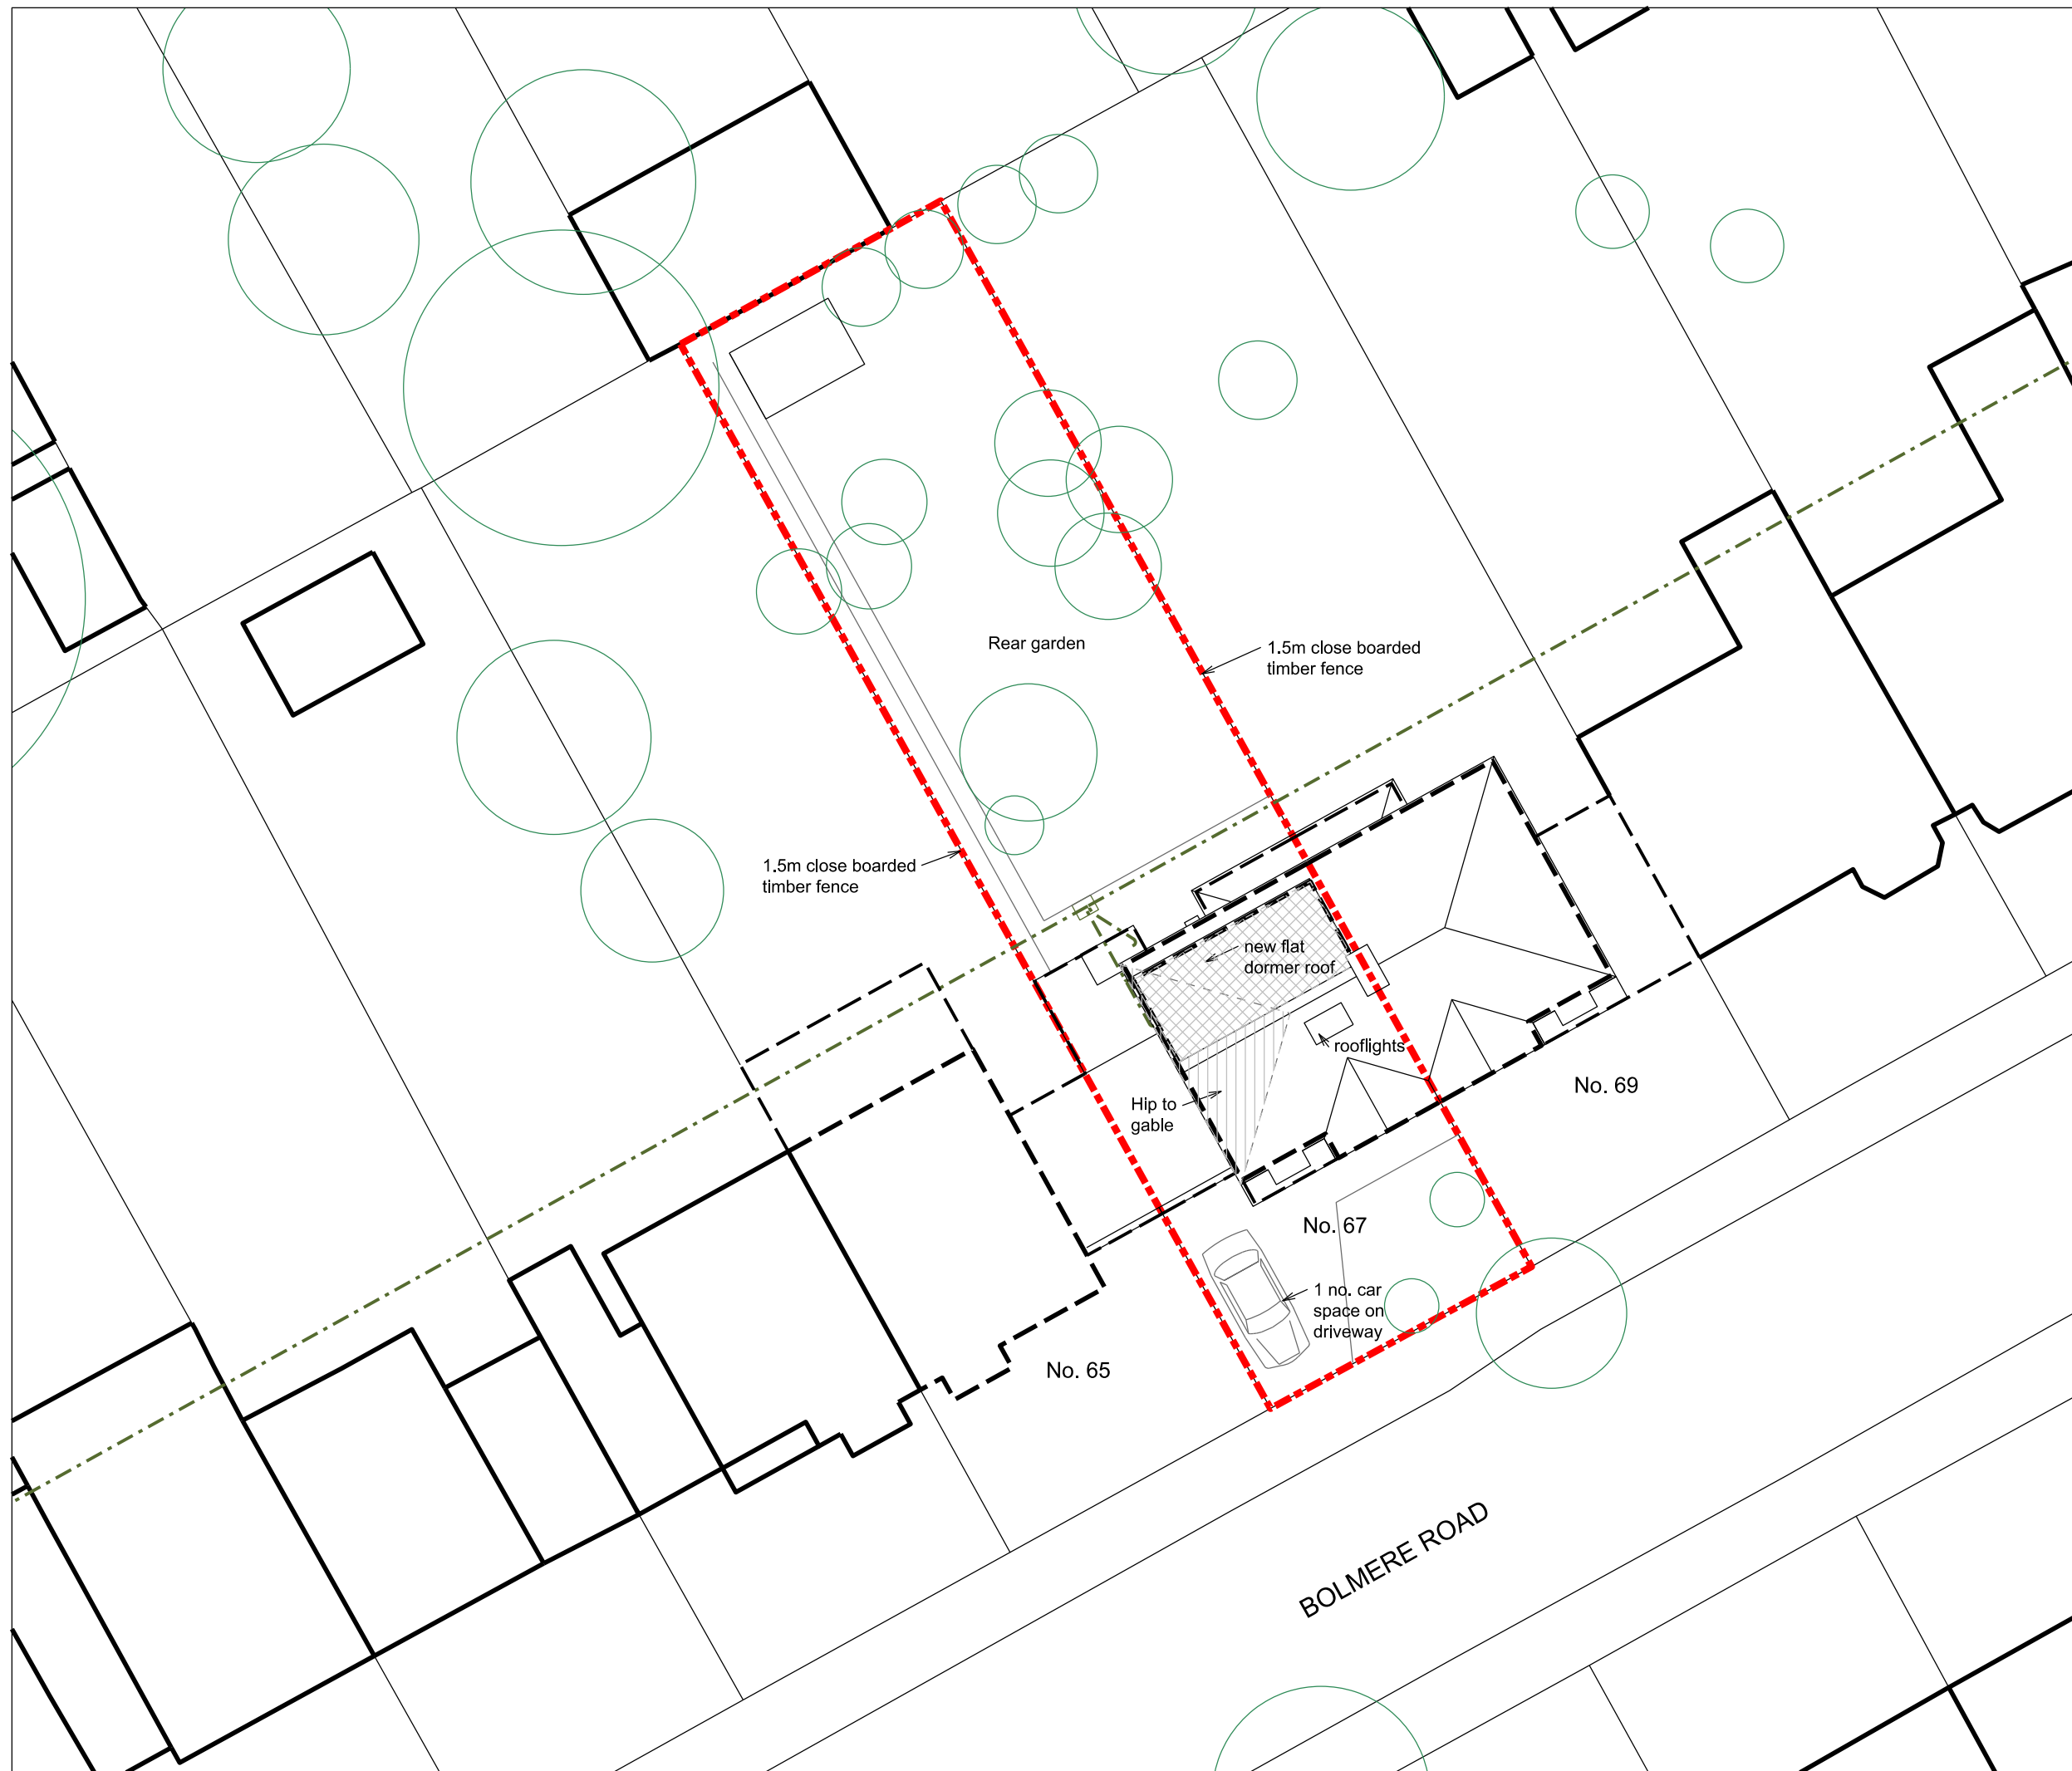 Rear garden
1.5m close boarded
timber fence
1.5m close boarded
timber fence
new flat
dormer roof
rooflights
Hip to
gable
No. 69
No. 67
1 no. car
space on
driveway
No. 65
BOLMERE ROAD